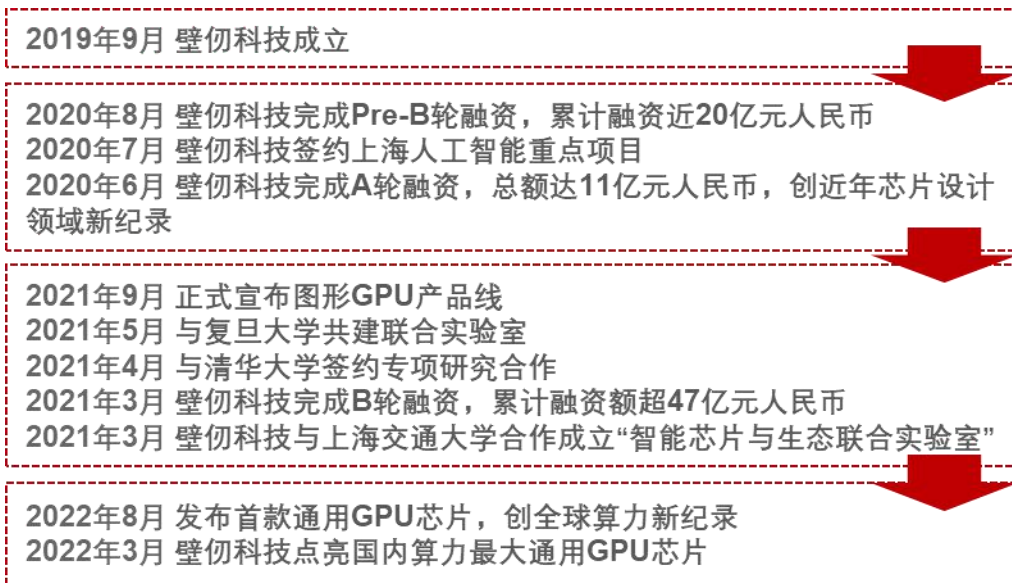 2019年9月 壁仞科技成立
2020年8月 壁仞科技完成Pre-B轮融资，累计融资近20亿元人民币
2020年7月 壁仞科技签约上海人工智能重点项目
2020年6月 壁仞科技完成A轮融资，总额达11亿元人民币，创近年芯片设计
领域新纪录
2021年9月 正式宣布图形GPU产品线
2021年5月 与复旦大学共建联合实验室
2021年4月 与清华大学签约专项研究合作
2021年3月 壁仞科技完成B轮融资，累计融资额超47亿元人民币
2021年3月 壁仞科技与上海交通大学合作成立“智能芯片与生态联合实验室”
2022年8月 发布首款通用GPU芯片，创全球算力新纪录
2022年3月 壁仞科技点亮国内算力最大通用GPU芯片